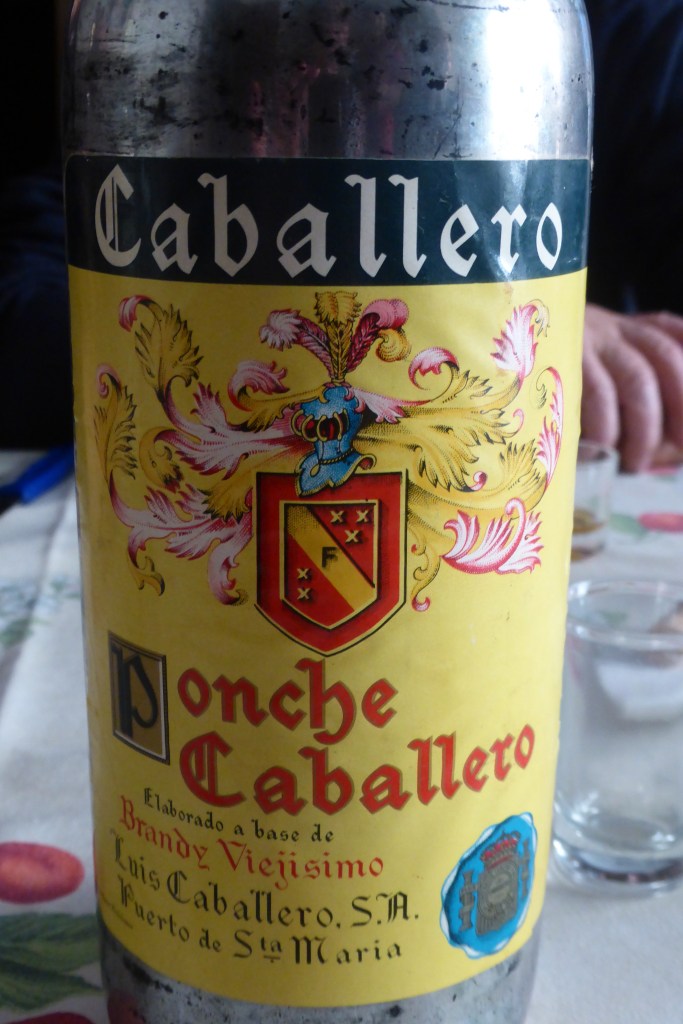 Caballero
F
Ponche
Caballero
Elaborado a base de
Brandy Viejisimo
Luis Caballero, S.A.
Puerto de Sta Maria